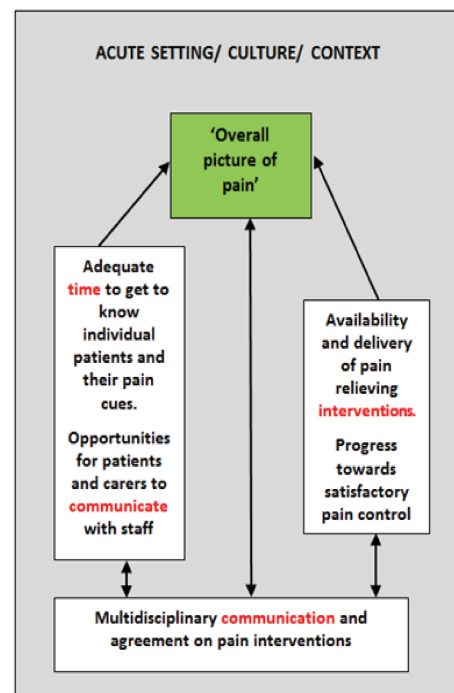 ACUTE SETTING/ CULTURE/ CONTEXT
‘Overall
picture of
pain’
Adequate
time to get to
know
individual
patients and
their pain
cues.
Opportunities
for patients
and carers to
communicate
with staff
Availability
and delivery
of pain
relieving
interventions.
Progress
towards
satisfactory
pain control
Multidisciplinary communication and
agreement on pain interventions